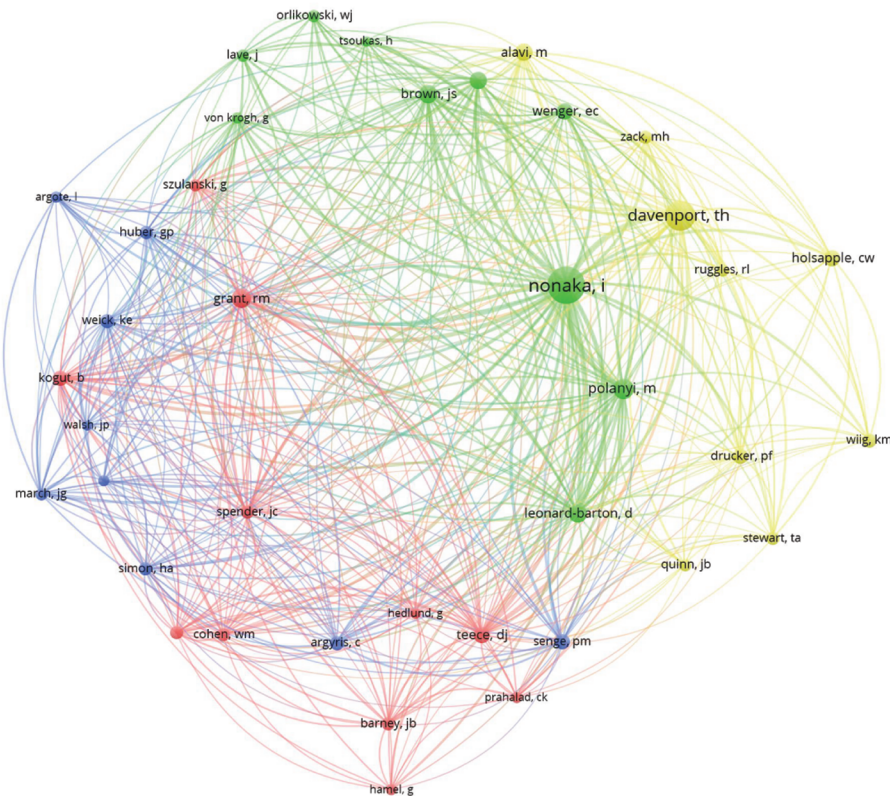 orlikowski, wj
tsoukas, h
lave, j
alavi, m
brown, js
wenger, ec
von krogh, g
zack, mh
szulanski, g
argote, l
davenport, th
huber, gp
holsapple, cw
ruggles, rl
nonaka, i
grant, rm
weick, ke
kogut, b
polanyi, m
walsh, jp
wiig, km
drucker, pf
march, jg
spender, jc
leonard-barton, d
stewart, ta
simon, ha
quinn, jb
hedlund, g
cohen, wm
argyris, c
teece, dj
senge, pm
prahalad, ck
barney, jb
hamel, g